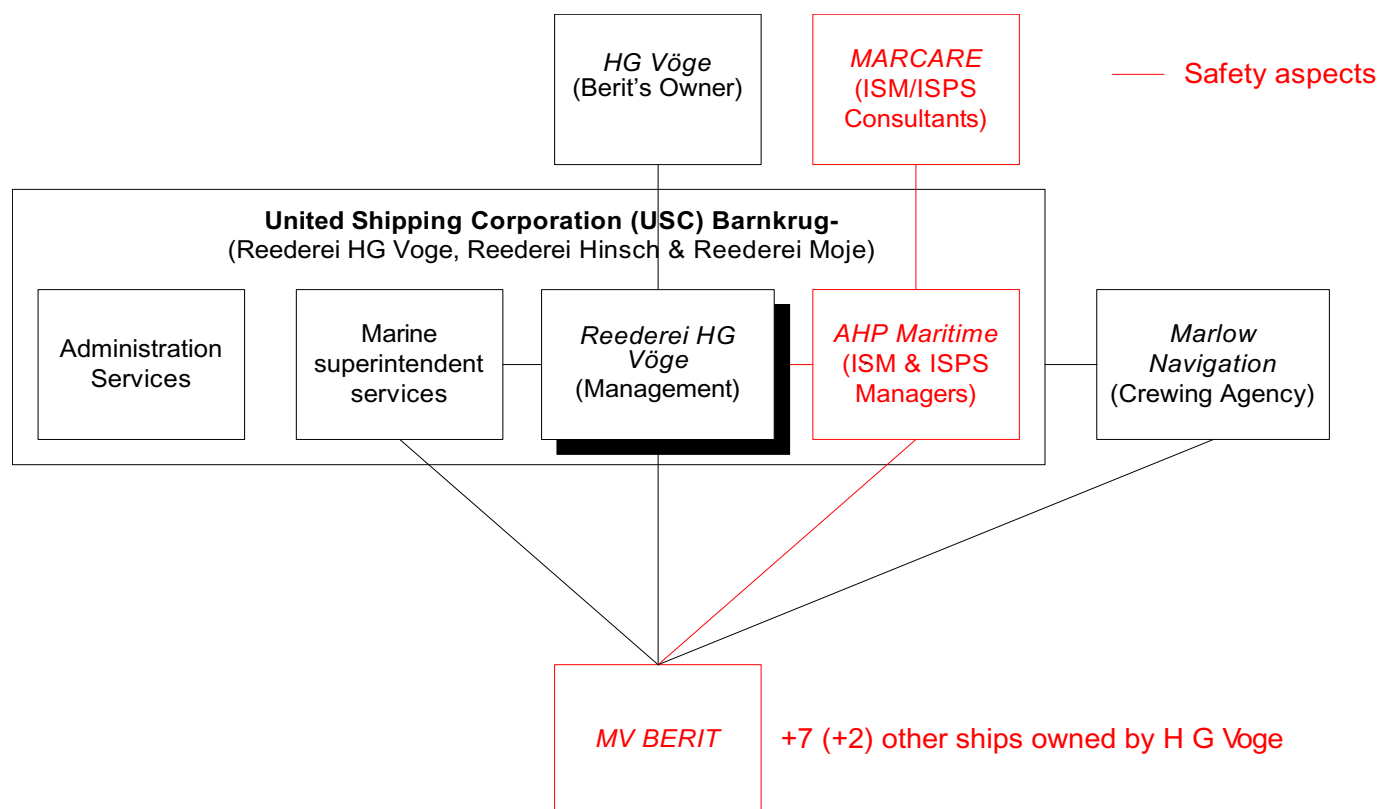 HG Vöge
(Berit's Owner)
MARCARE
(ISM/ISPS
Consultants)
Safety aspects
United Shipping Corporation (USC) Barnkrug-
(Reederei HG Voge, Reederei Hinsch & Reederei Moje)
Administration
Services
Marine
superintendent
services
Reederei HG
Vöge
(Management)
AHP Maritime
(ISM & ISPS
Managers)
Marlow
Navigation
(Crewing Agency)
MV BERIT
+7 (+2) other ships owned by H G Voge